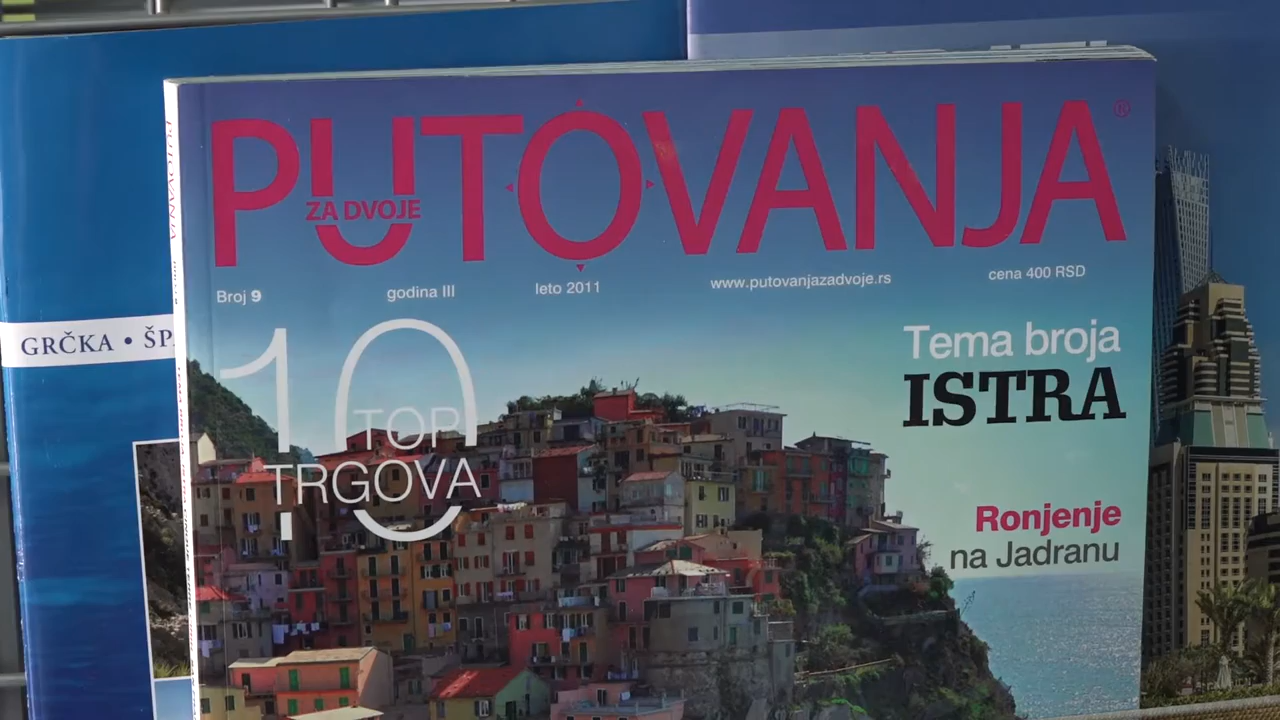 PUTOVANJA®
ZA DVOJE
Broj 9 godina III leto 2011 www.putovanjazadvoje.rs cena 400 RSD
10
TOP
TRGOVA
Tema broja
ISTRA
Ronjenje
na Jadranu
GRČKA • ŠP
PUTOVANJA